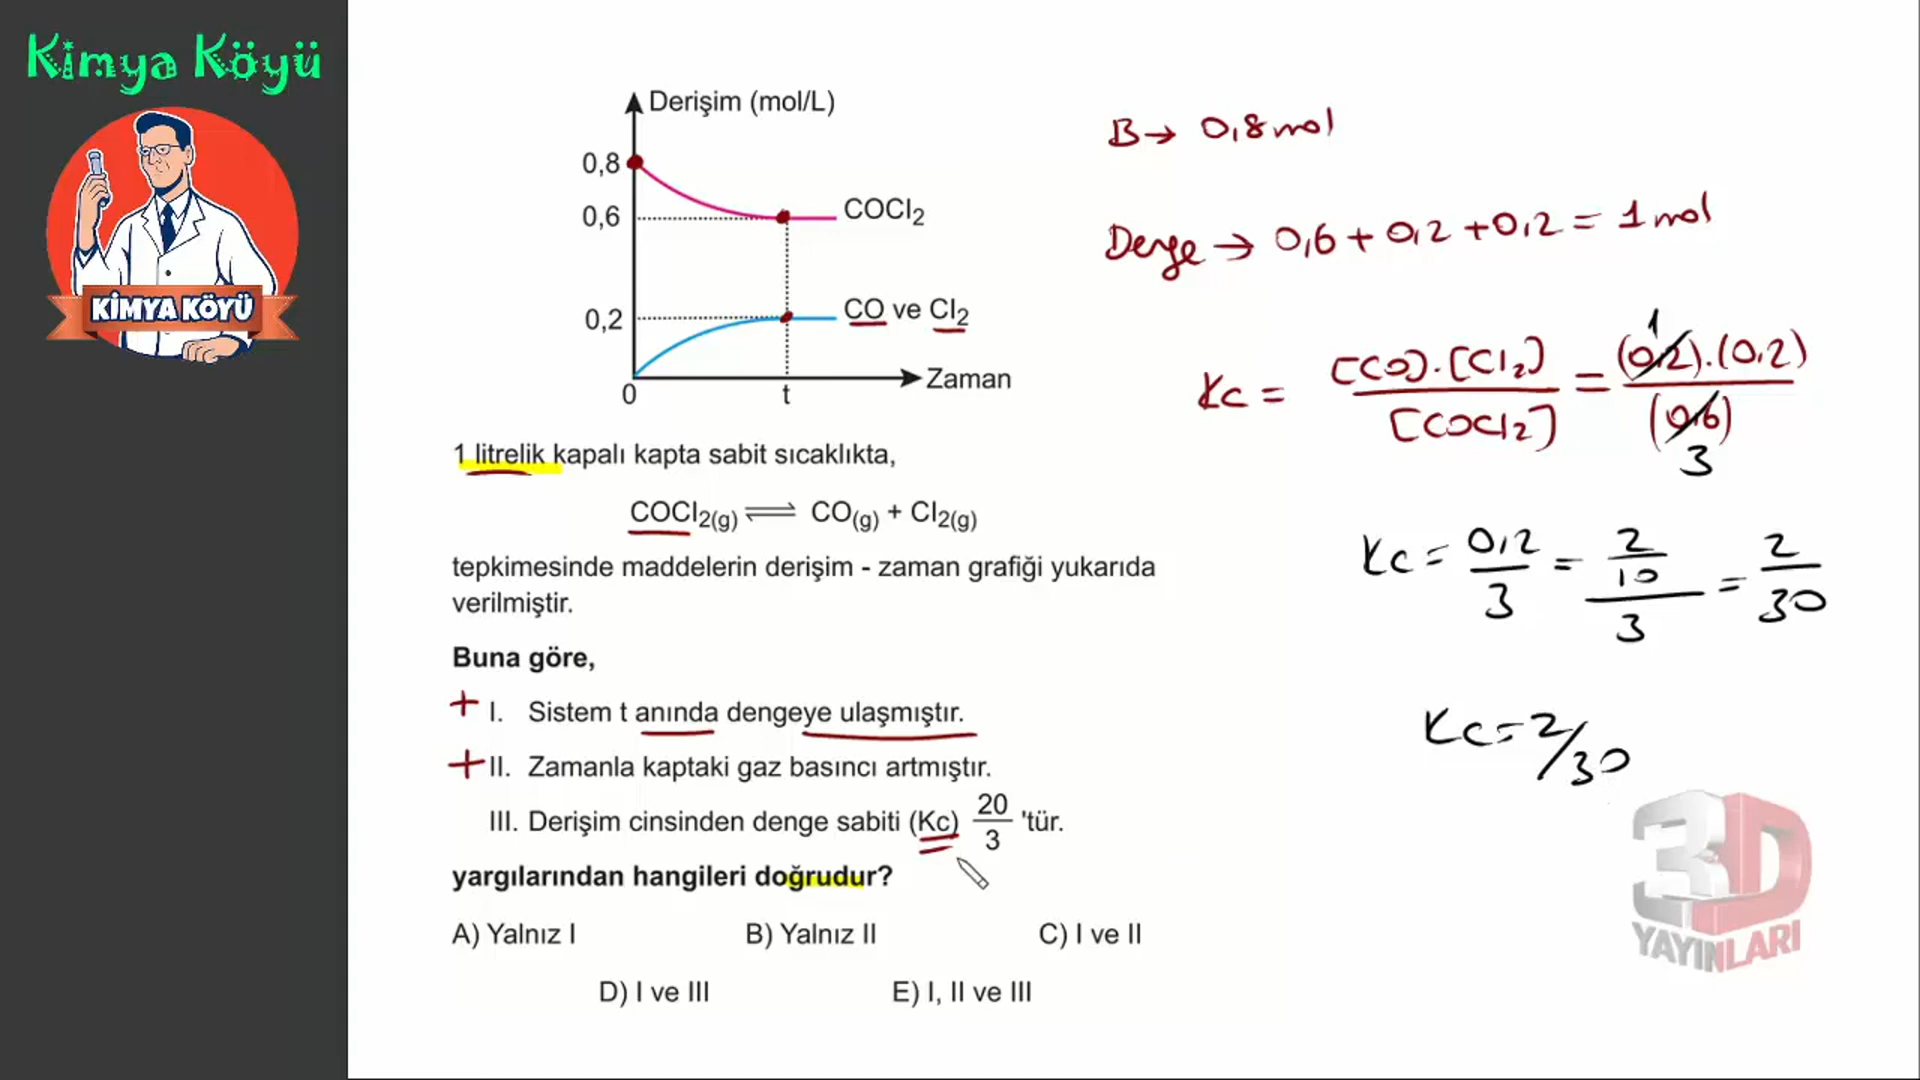 Kimya Köyü
KİMYA KÖYÜ
Derişim (mol/L)
0,8
0,6
COCl₂
0,2
CO ve Cl₂
Zaman
0
t
1 litrelik kapalı kapta sabit sıcaklıkta,
COCl₂(g) ⇌ CO(g) + Cl₂(g)
tepkimesinde maddelerin derişim - zaman grafiği yukarıda
verilmiştir.
Buna göre,
+ I. Sistem t anında dengeye ulaşmıştır.
+ II. Zamanla kaptaki gaz basıncı artmıştır.
III. Derişim cinsinden denge sabiti (Kc) 20/3 'tür.
yargılarından hangileri doğrudur?
A) Yalnız I B) Yalnız II C) I ve II
D) I ve III E) I, II ve III
B → 0,8 mol
Denge → 0,6 + 0,2 + 0,2 = 1 mol
Kc = [CO].[Cl₂] / [COCl₂] = (0,2).(0,2) / (0,6)
1
3
Kc = 0,2/3 = 2/10 / 3 = 2/30
Kc = 2/30
3D
YAYINLARI